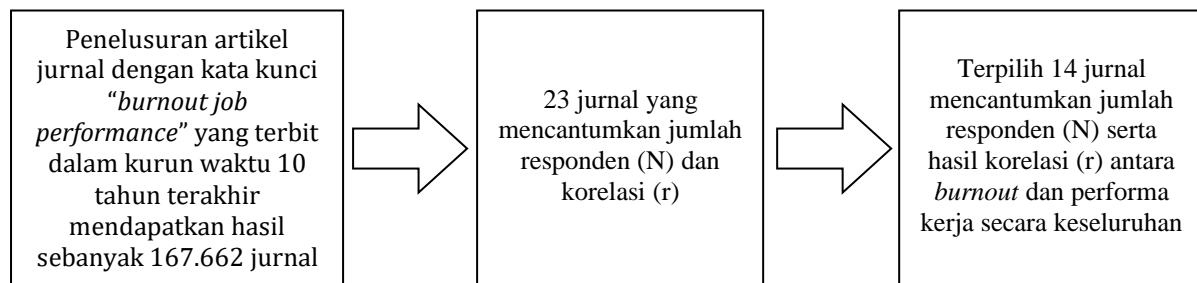 Penelusuran artikel
jurnal dengan kata kunci
“burnout job
performance” yang terbit
dalam kurun waktu 10
tahun terakhir
mendapatkan hasil
sebanyak 167.662 jurnal
23 jurnal yang
mencantumkan jumlah
responden (N) dan
korelasi (r)
Terpilih 14 jurnal
mencantumkan jumlah
responden (N) serta
hasil korelasi (r) antara
burnout dan performa
kerja secara keseluruhan